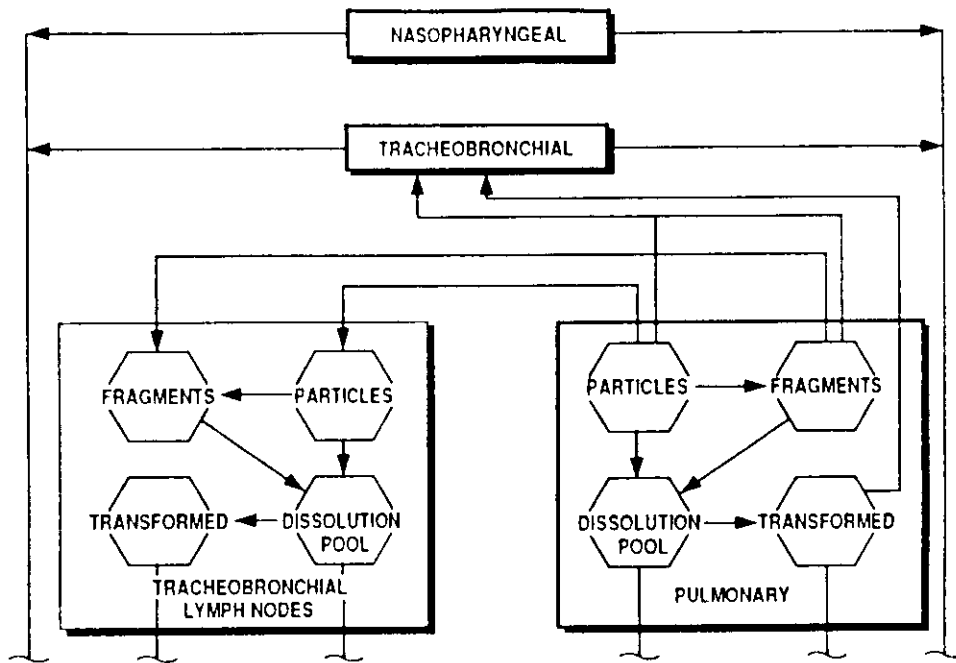 NASOPHARYNGEAL
TRACHEOBRONCHIAL
FRAGMENTS
PARTICLES
TRANSFORMED
DISSOLUTION
POOL
TRACHEOBRONCHIAL
LYMPH NODES
PARTICLES
FRAGMENTS
DISSOLUTION
POOL
TRANSFORMED
PULMONARY